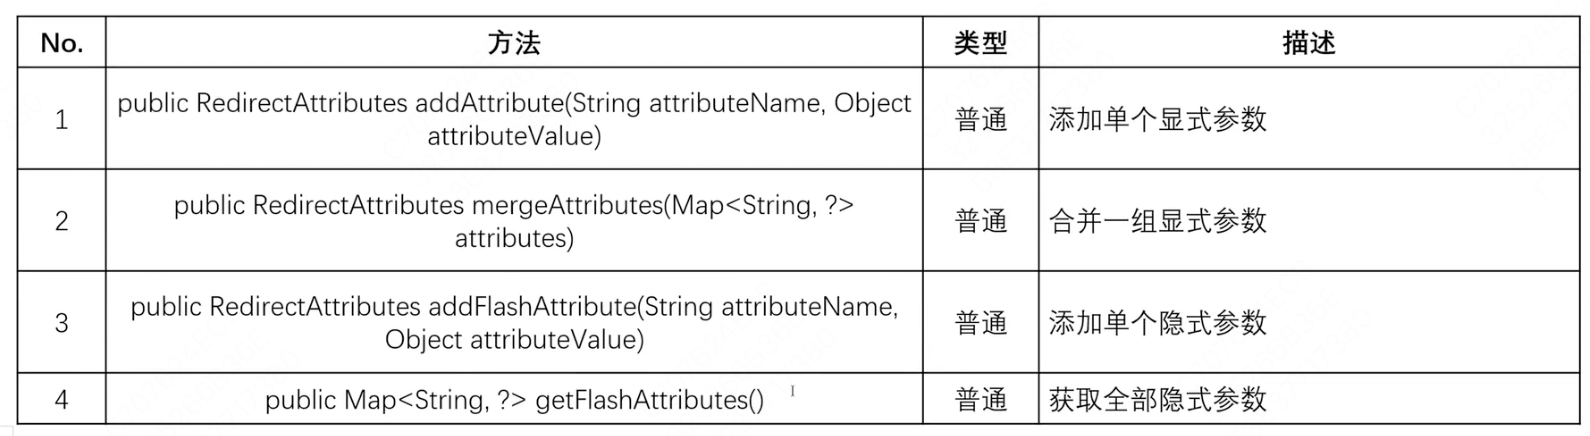 No. 方法 类型 描述
1 public RedirectAttributes addAttribute(String attributeName, Object
attributeValue) 普通 添加单个显式参数
2 public RedirectAttributes mergeAttributes(Map<String, ?>
attributes) 普通 合并一组显式参数
3 public RedirectAttributes addFlashAttribute(String attributeName,
Object attributeValue) 普通 添加单个隐式参数
4 public Map<String, ?> getFlashAttributes() 普通 获取全部隐式参数